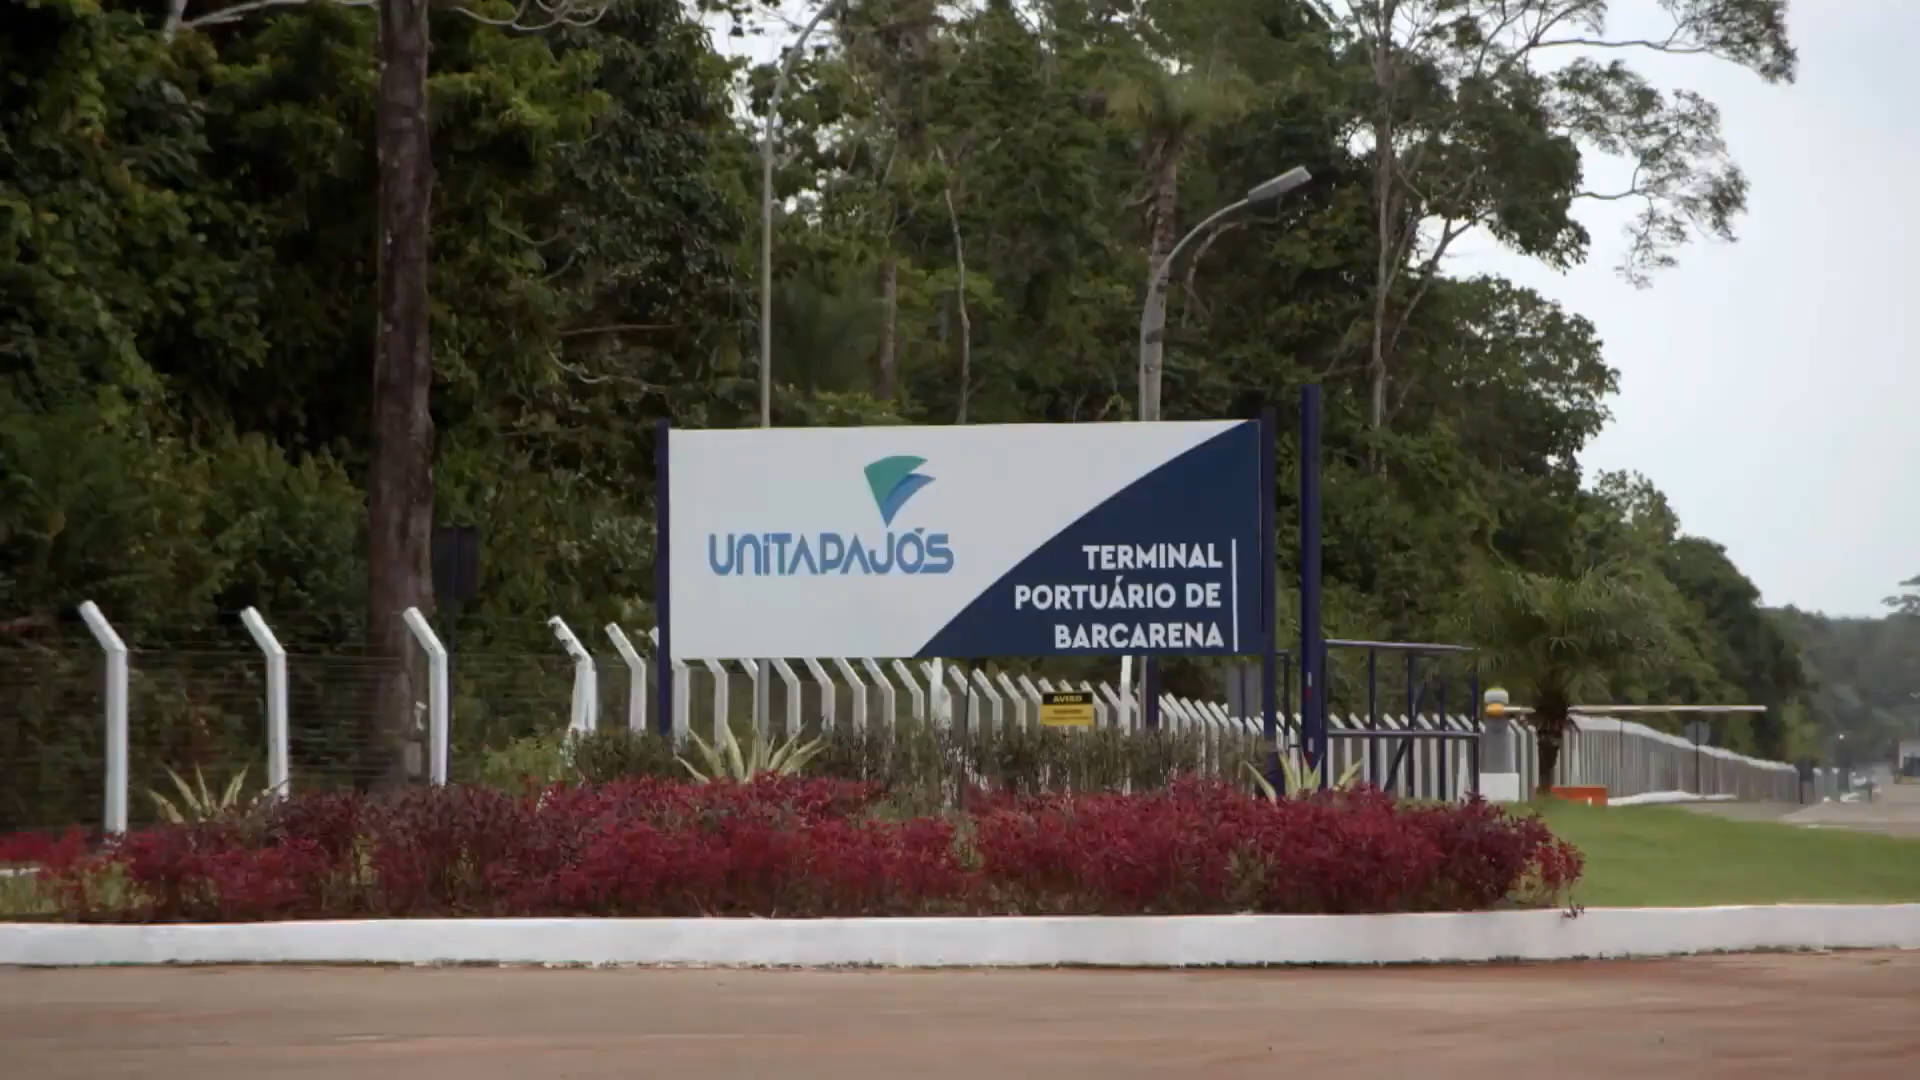 UNITAPAJÓS
TERMINAL
PORTUÁRIO DE
BARCARENA
AVISO